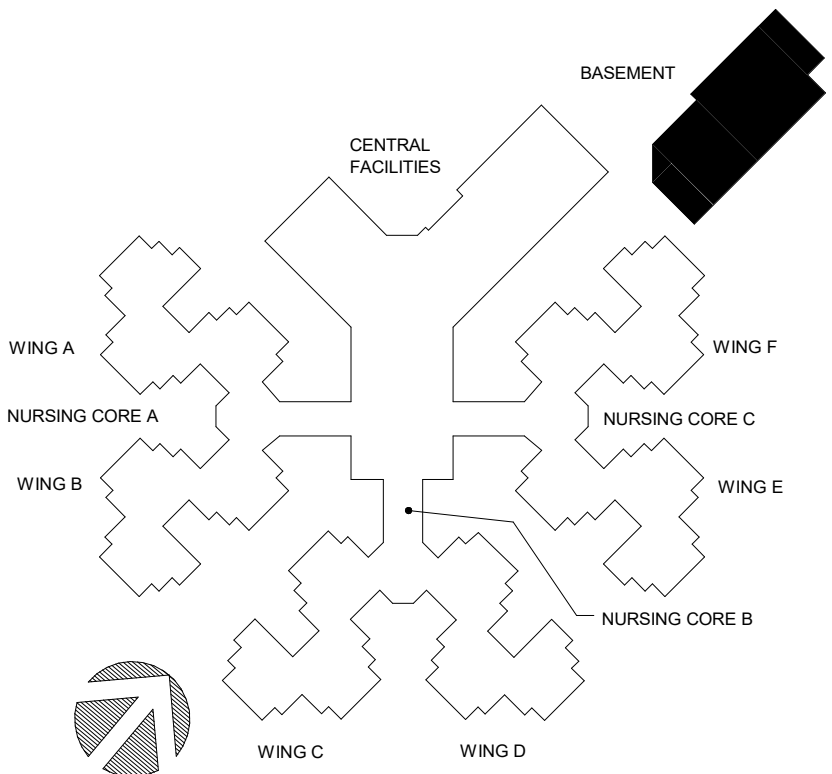 BASEMENT
CENTRAL
FACILITIES
WING A
WING F
NURSING CORE A
NURSING CORE C
WING B
WING E
NURSING CORE B
WING C
WING D